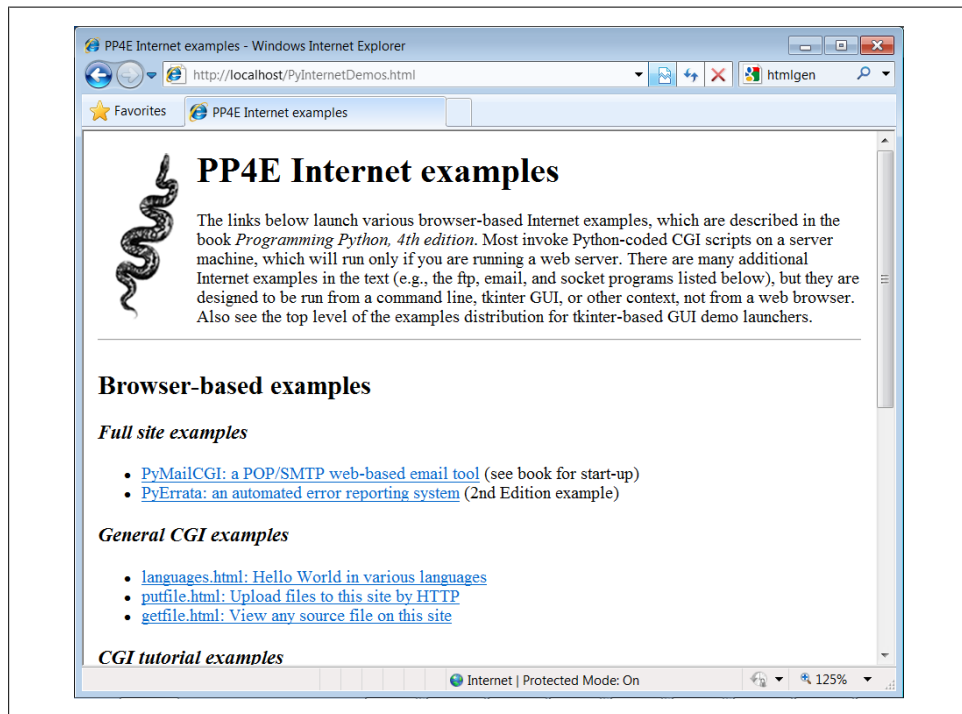 PP4E Internet examples - Windows Internet Explorer
http://localhost/PyInternetDemos.html
htmlgen
Favorites
PP4E Internet examples
PP4E Internet examples
The links below launch various browser-based Internet examples, which are described in the
book Programming Python, 4th edition. Most invoke Python-coded CGI scripts on a server
machine, which will run only if you are running a web server. There are many additional
Internet examples in the text (e.g., the ftp, email, and socket programs listed below), but they are
designed to be run from a command line, tkinter GUI, or other context, not from a web browser.
Also see the top level of the examples distribution for tkinter-based GUI demo launchers.
Browser-based examples
Full site examples
• PyMailCGI: a POP/SMTP web-based email tool (see book for start-up)
• PyErrata: an automated error reporting system (2nd Edition example)
General CGI examples
• languages.html: Hello World in various languages
• putfile.html: Upload files to this site by HTTP
• getfile.html: View any source file on this site
CGI tutorial examples
Internet | Protected Mode: On
125%